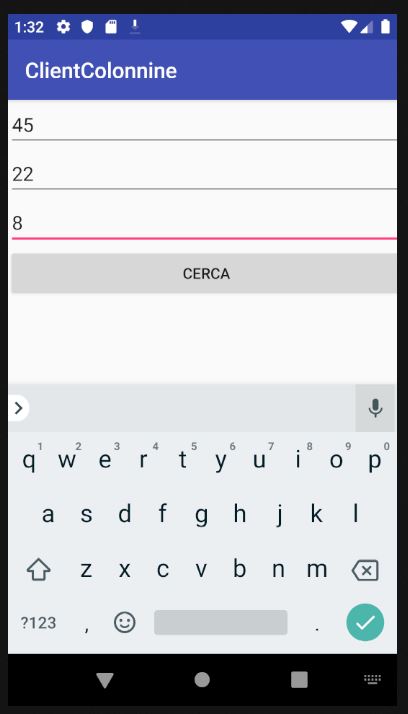 1:32
ClientColonnine
45
22
8
CERCA
1 2 3 4 5 6 7 8 9 0
q w e r t y u i o p
a s d f g h j k l
z x c v b n m
?123 , .